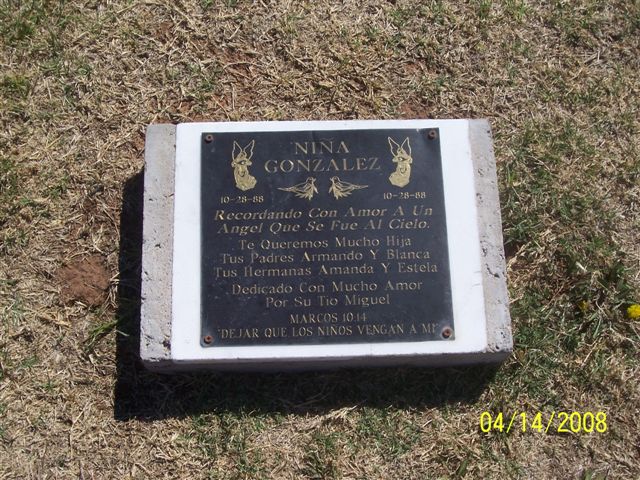 NIÑA
GONZALEZ
10-28-88 10-28-88
Recordando Con Amor A Un
Angel Que Se Fue Al Cielo.
Te Queremos Mucho Hija
Tus Padres Armando Y Blanca
Tus Hermanas Amanda Y Estela
Dedicado Con Mucho Amor
Por Su Tio Miguel
MARCOS 10:14
"DEJAR QUE LOS NIÑOS VENGAN A MI"
04/14/2008